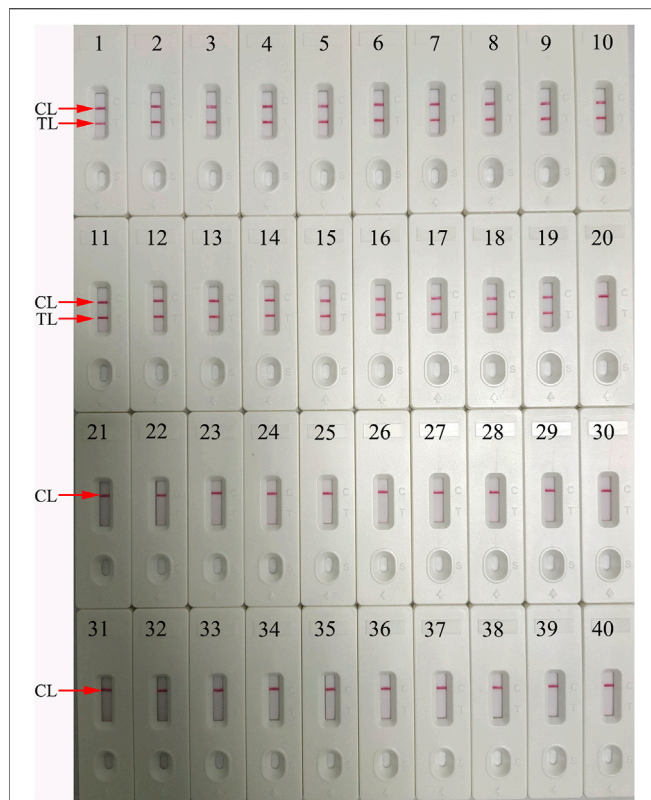 1 2 3 4 5 6 7 8 9 10
CL C C C C C C C C C C
TL T T T T T T T T T T
S S S S S S S S S S
11 12 13 14 15 16 17 18 19 20
CL C C C C C C C C C
TL T T T T T T T T T
S S S S S S S S
21 22 23 24 25 26 27 28 29 30
CL C C C C C C C
T T T T T T T
S S S S S
31 32 33 34 35 36 37 38 39 40
CL C C C C C